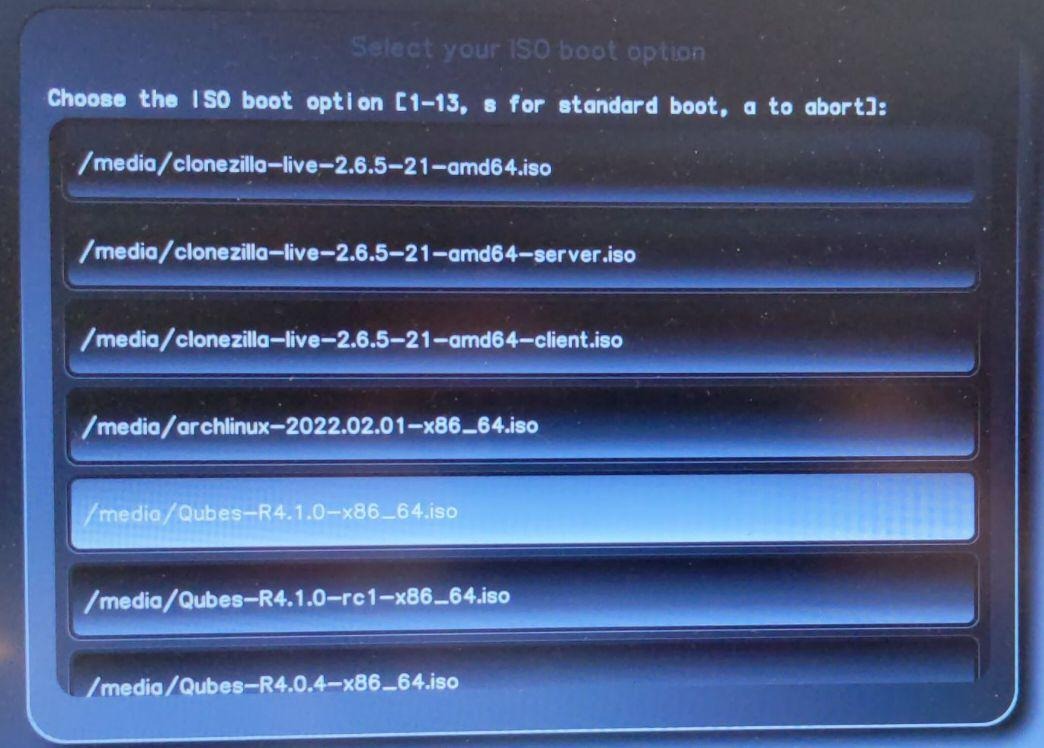 Select your ISO boot option
Choose the ISO boot option [1-13, s for standard boot, a to abort]:
/media/clonezilla-live-2.6.5-21-amd64.iso
/media/clonezilla-live-2.6.5-21-amd64-server.iso
/media/clonezilla-live-2.6.5-21-amd64-client.iso
/media/archlinux-2022.02.01-x86_64.iso
/media/Qubes-R4.1.0-x86_64.iso
/media/Qubes-R4.1.0-rc1-x86_64.iso
/media/Qubes-R4.0.4-x86_64.iso